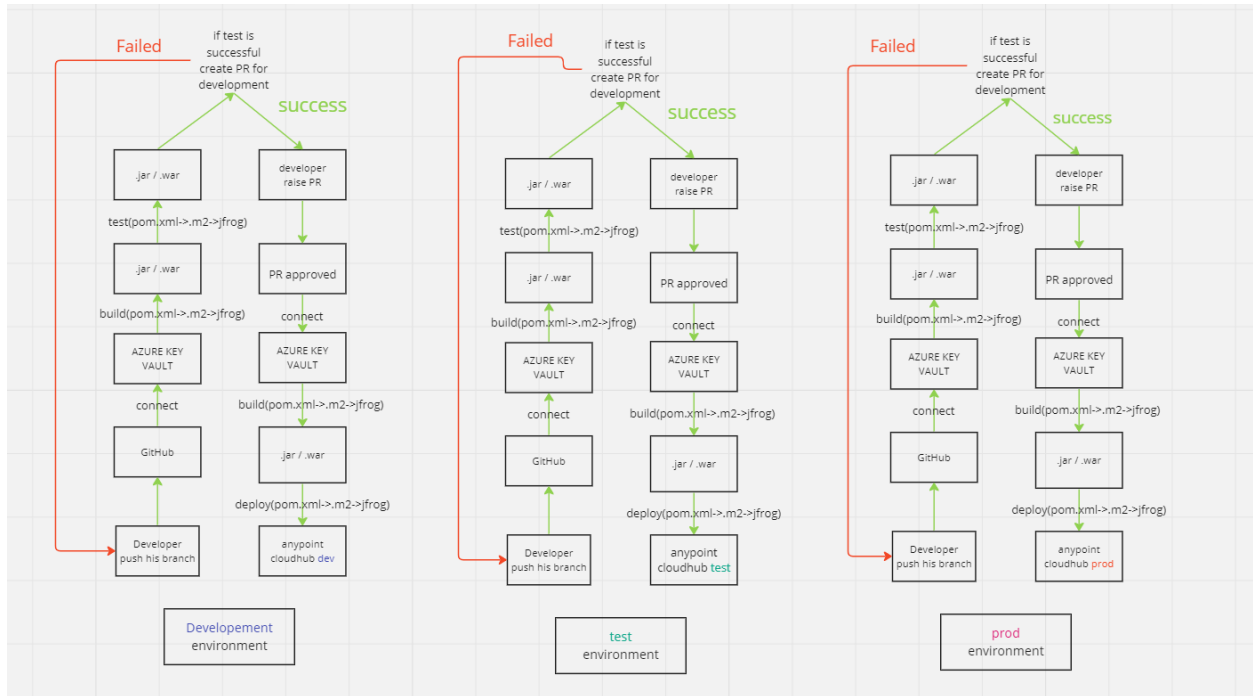 Failed
if test is
successful
create PR for
development
success
.jar / .war
developer
raise PR
test(pom.xml->.m2->jfrog)
.jar / .war
PR approved
build(pom.xml->.m2->jfrog)
connect
AZURE KEY
VAULT
AZURE KEY
VAULT
connect
build(pom.xml->.m2->jfrog)
GitHub
.jar / .war
deploy(pom.xml->.m2->jfrog)
Developer
push his branch
anypoint
cloudhub dev
Developement
environment
Failed
if test is
successful
create PR for
development
success
.jar / .war
developer
raise PR
test(pom.xml->.m2->jfrog)
.jar / .war
PR approved
build(pom.xml->.m2->jfrog)
connect
AZURE KEY
VAULT
AZURE KEY
VAULT
connect
build(pom.xml->.m2->jfrog)
GitHub
.jar / .war
deploy(pom.xml->.m2->jfrog)
Developer
push his branch
anypoint
cloudhub test
test
environment
Failed
if test is
successful
create PR for
development
success
.jar / .war
developer
raise PR
test(pom.xml->.m2->jfrog)
.jar / .war
PR approved
build(pom.xml->.m2->jfrog)
connect
AZURE KEY
VAULT
AZURE KEY
VAULT
connect
build(pom.xml->.m2->jfrog)
GitHub
.jar / .war
deploy(pom.xml->.m2->jfrog)
Developer
push his branch
anypoint
cloudhub prod
prod
environment